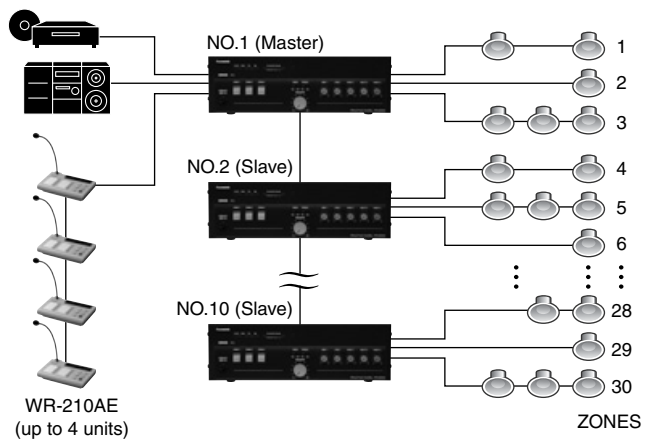 NO.1 (Master)
1
2
3
NO.2 (Slave)
4
5
6
NO.10 (Slave)
28
29
30
WR-210AE
(up to 4 units)
ZONES